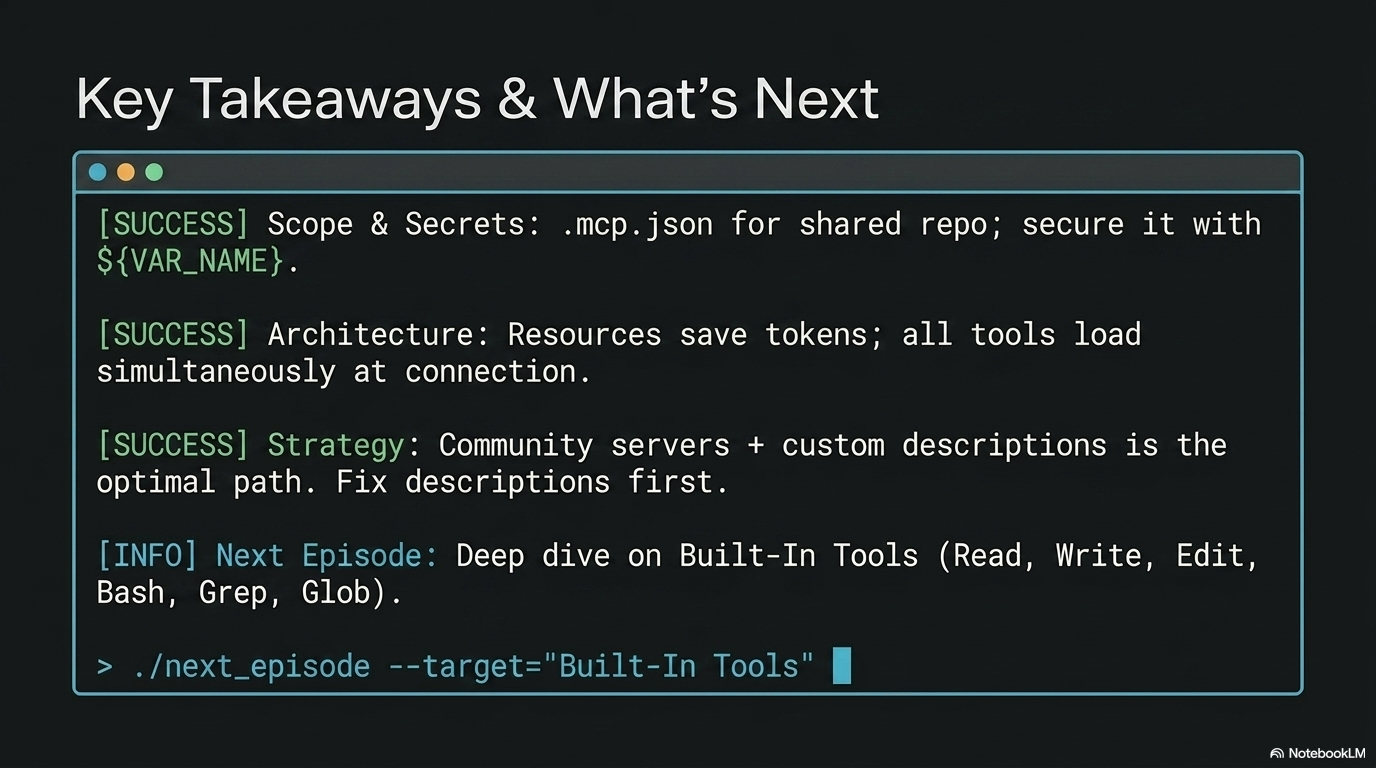 Key Takeaways & What’s Next
[SUCCESS] Scope & Secrets: .mcp.json for shared repo; secure it with
${VAR_NAME}.
[SUCCESS] Architecture: Resources save tokens; all tools load
simultaneously at connection.
[SUCCESS] Strategy: Community servers + custom descriptions is the
optimal path. Fix descriptions first.
[INFO] Next Episode: Deep dive on Built-In Tools (Read, Write, Edit,
Bash, Grep, Glob).
> ./next_episode --target="Built-In Tools"
NotebookLM